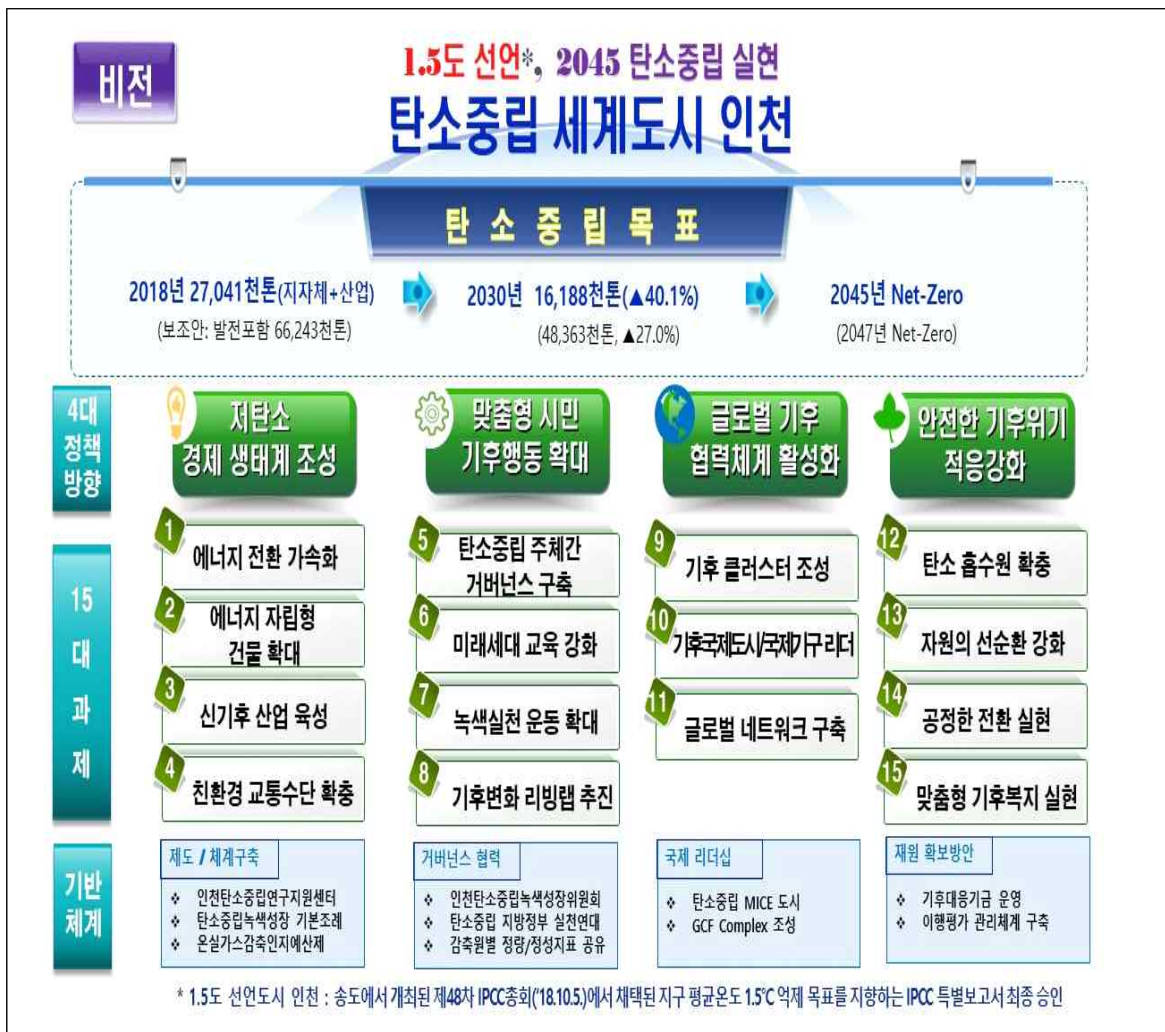 비전
1.5도 선언*, 2045 탄소중립 실현
탄소중립 세계도시 인천
탄 소 중 립 목 표
2018년 27,041천톤(지자체+산업)
(보조안: 발전포함 66,243천톤)
2030년 16,188천톤(▲40.1%)
(48,363천톤, ▲27.0%)
2045년 Net-Zero
(2047년 Net-Zero)
4대
정책
방향
저탄소
경제 생태계 조성
맞춤형 시민
기후행동 확대
글로벌 기후
협력체계 활성화
안전한 기후위기
적응강화
15
대
과
제
1
에너지 전환 가속화
2
에너지 자립형
건물 확대
3
신기후 산업 육성
4
친환경 교통수단 확충
5
탄소중립 주체간
거버넌스 구축
6
미래세대 교육 강화
7
녹색실천 운동 확대
8
기후변화 리빙랩 추진
9
기후 클러스터 조성
10
기후국제도시/국제기구 리더
11
글로벌 네트워크 구축
12
탄소 흡수원 확충
13
자원의 선순환 강화
14
공정한 전환 실현
15
맞춤형 기후복지 실현
기반
체계
제도 / 체계구축
❖ 인천탄소중립연구지원센터
❖ 탄소중립녹색성장 기본조례
❖ 온실가스감축인지예산제
거버넌스 협력
❖ 인천탄소중립녹색성장위원회
❖ 탄소중립 지방정부 실천연대
❖ 감축원별 정량/정성지표 공유
국제 리더십
❖ 탄소중립 MICE 도시
❖ GCF Complex 조성
재원 확보방안
❖ 기후대응기금 운영
❖ 이행평가 관리체계 구축
* 1.5도 선언도시 인천 : 송도에서 개최된 제48차 IPCC총회('18.10.5.)에서 채택된 지구 평균온도 1.5℃ 억제 목표를 지향하는 IPCC 특별보고서 최종 승인